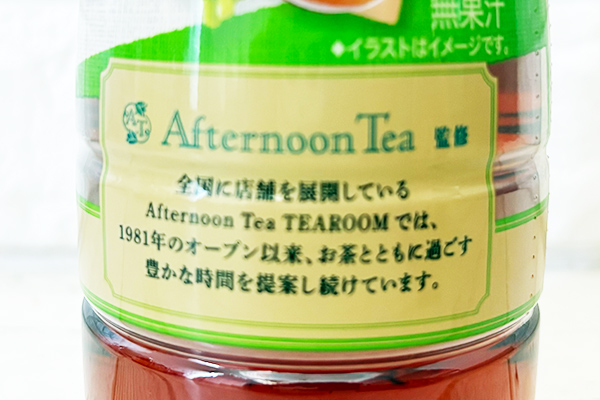 無果汁
◆イラストはイメージです。
AT
Afternoon Tea 監修
全国に店舗を展開している
Afternoon Tea TEAROOMでは、
1981年のオープン以来、お茶とともに過ごす
豊かな時間を提案し続けています。